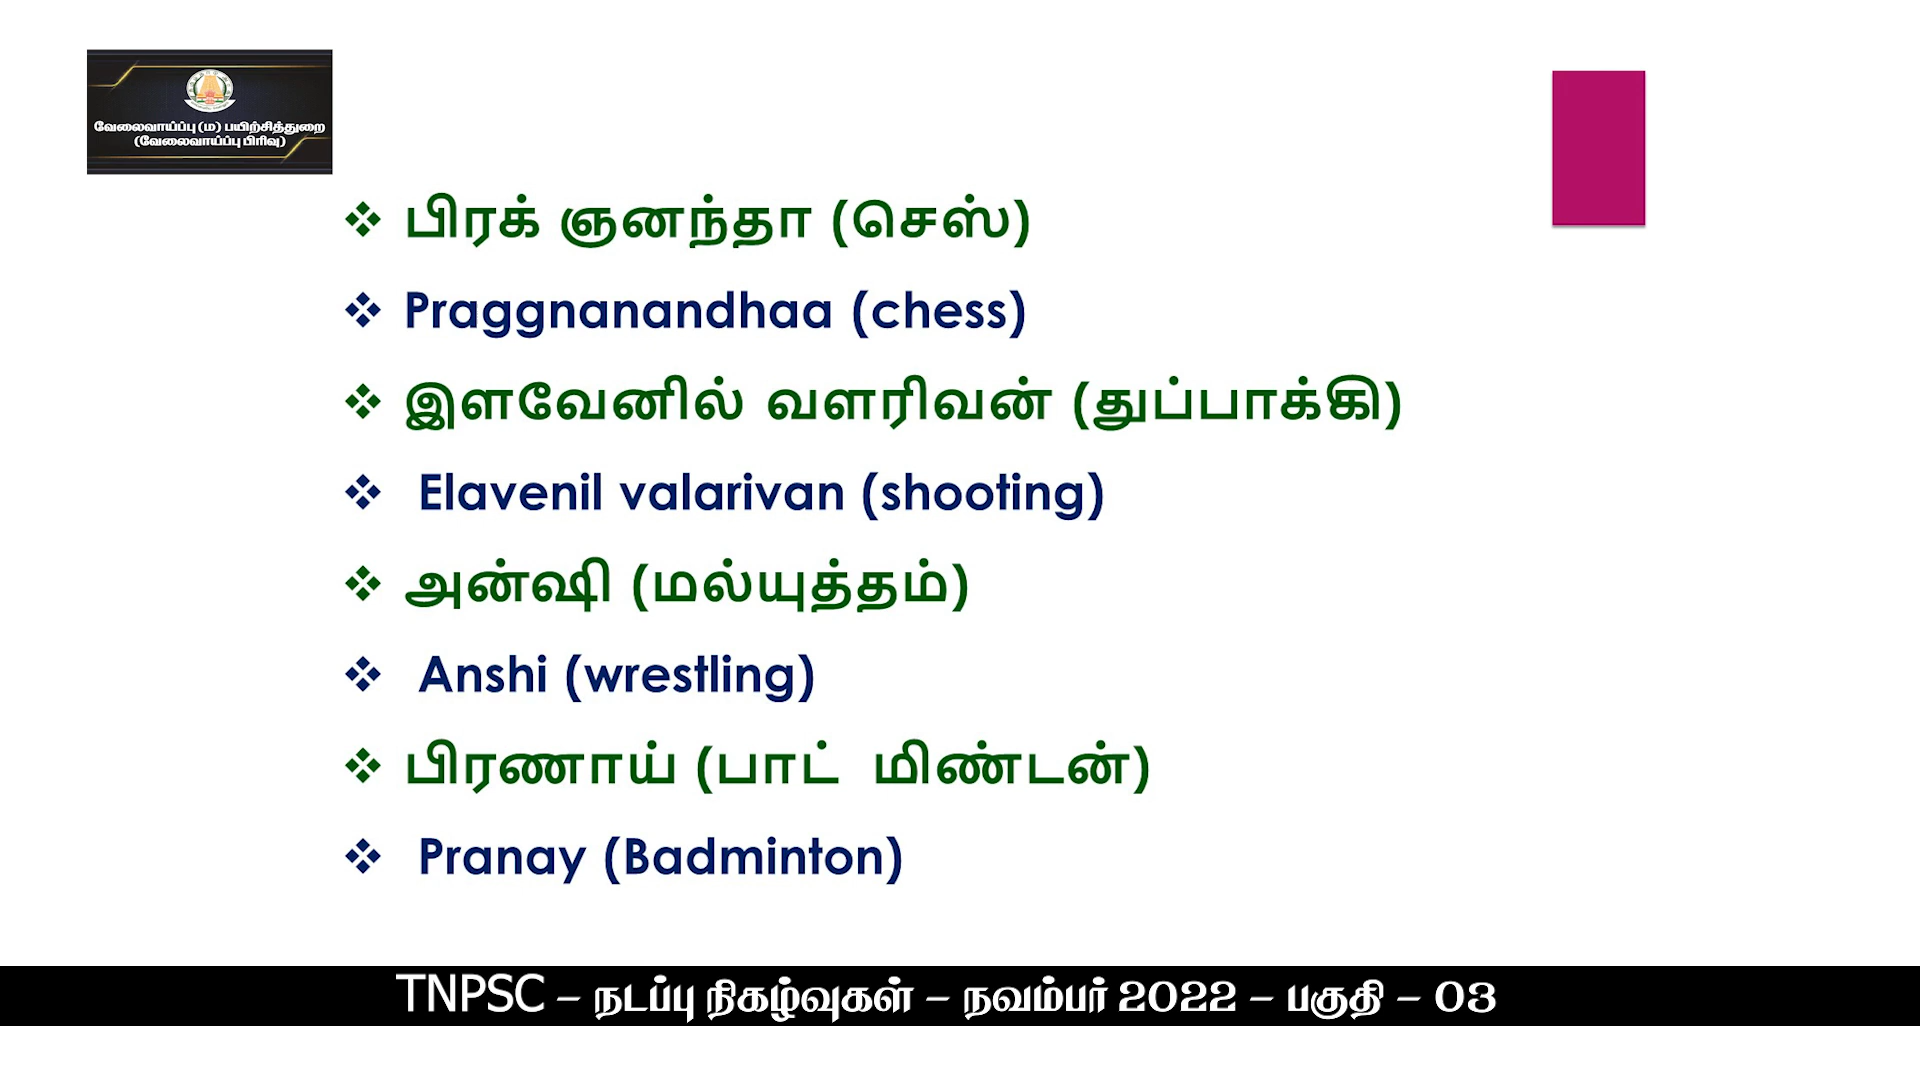 வேலைவாய்ப்பு (ம) பயிற்சித்துறை
(வேலைவாய்ப்பு பிரிவு)
❖ பிரக் ஞனந்தா (செஸ்)
❖ Praggnanandhaa (chess)
❖ இளவேனில் வளரிவன் (துப்பாக்கி)
❖ Elavenil valarivan (shooting)
❖ அன்ஷி (மல்யுத்தம்)
❖ Anshi (wrestling)
❖ பிரணாய் (பாட் மிண்டன்)
❖ Pranay (Badminton)
TNPSC – நடப்பு நிகழ்வுகள் – நவம்பர் 2022 – பகுதி – 03